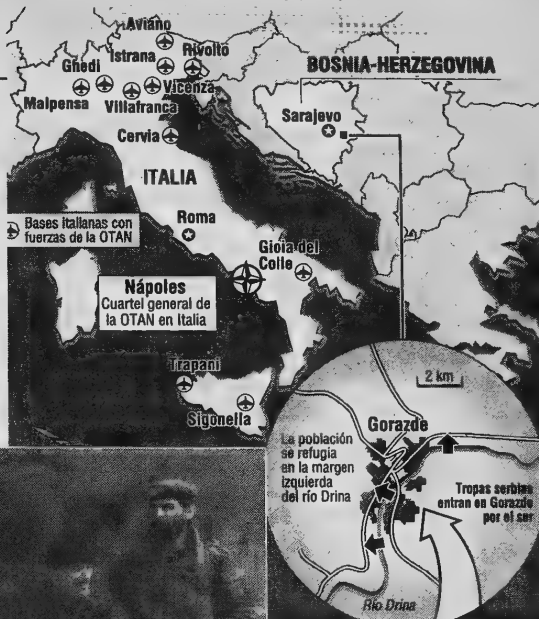 Aviano
Istrana
Rivolto
Ghedi
Vicenza
Malpensa
Villafranca
Cervia
BOSNIA-HERZEGOVINA
Sarajevo
ITALIA
Bases italianas con
fuerzas de la OTAN
Roma
Gioia del
Colle
Nápoles
Cuartel general de
la OTAN en Italia
Trapani
Sigonella
2 km
Gorazde
La población
se refugia
en la margen
izquierda
del río Drina
Tropas serbias
entran en Gorazde
por el sur
Río Drina